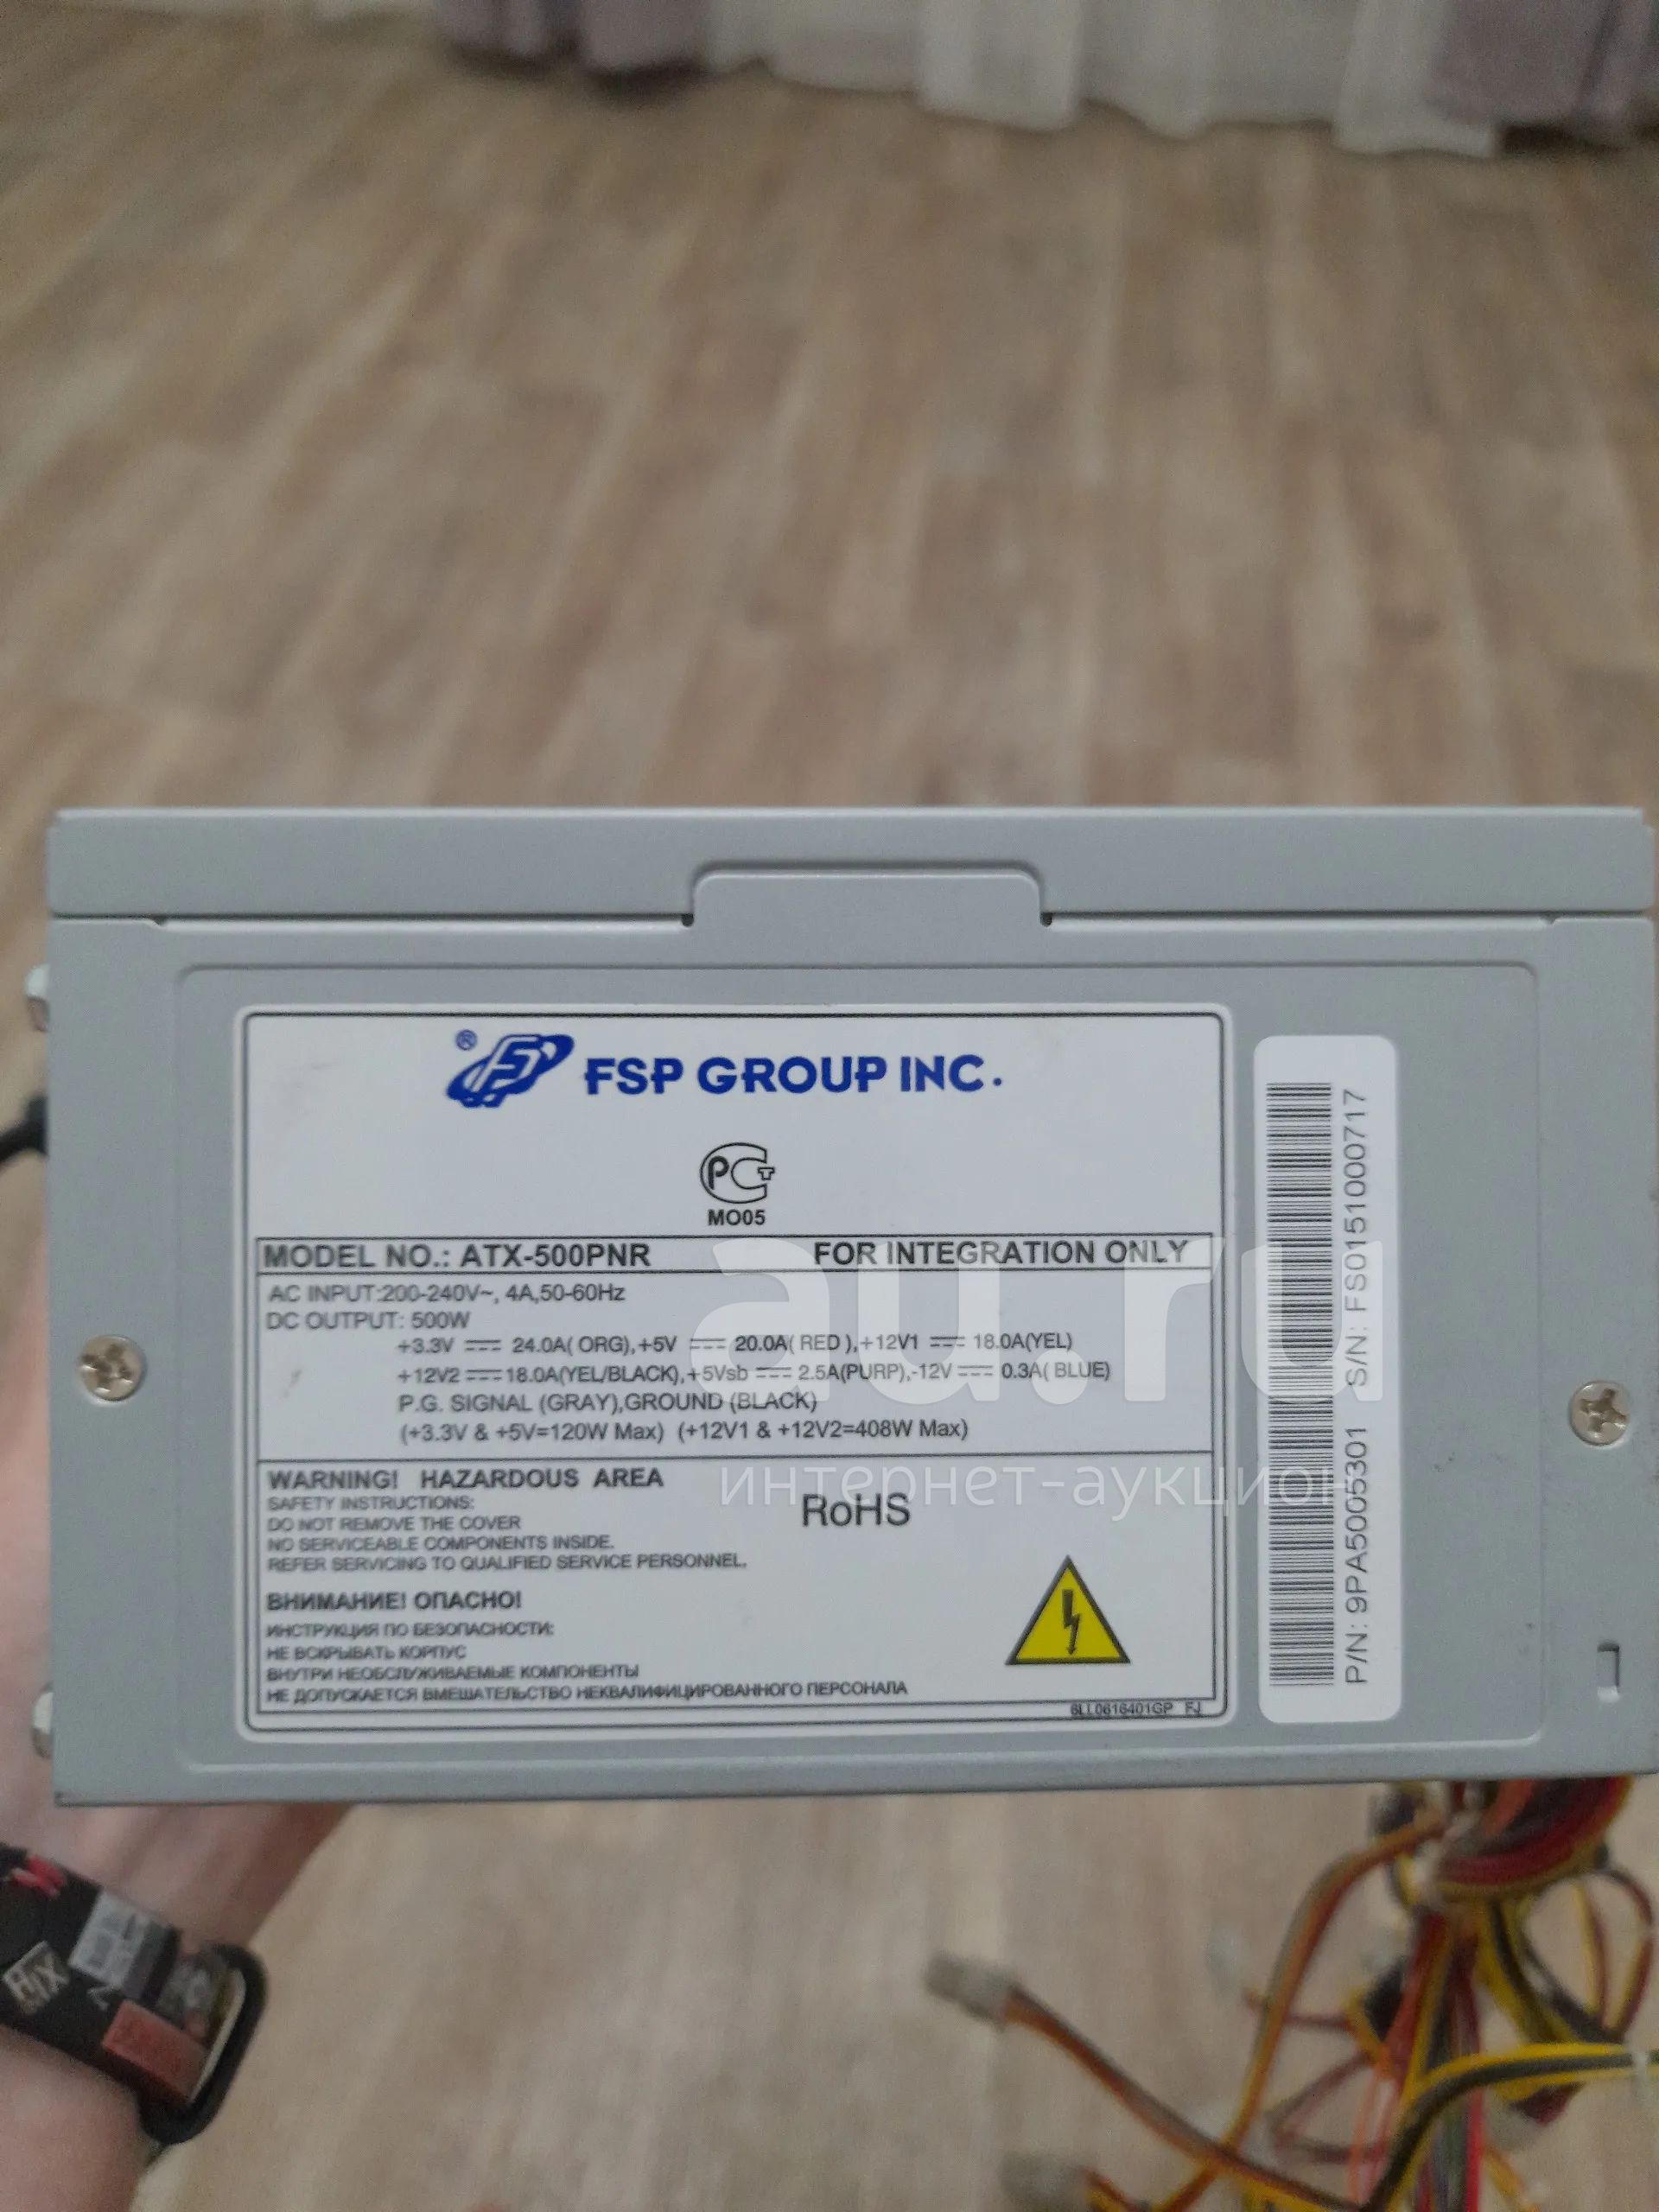 ® FSP GROUP INC.
РСТ
МО05
MODEL NO.: ATX-500PNR FOR INTEGRATION ONLY
AC INPUT:200-240V~, 4A,50-60Hz
DC OUTPUT: 500W
+3.3V ⎓ 24.0A( ORG),+5V ⎓ 20.0A( RED ),+12V1 ⎓ 18.0A(YEL)
+12V2 ⎓ 18.0A(YEL/BLACK),+5Vsb ⎓ 2.5A(PURP),-12V ⎓ 0.3A( BLUE)
P.G. SIGNAL (GRAY),GROUND (BLACK)
(+3.3V & +5V=120W Max) (+12V1 & +12V2=408W Max)
WARNING! HAZARDOUS AREA
SAFETY INSTRUCTIONS:
DO NOT REMOVE THE COVER
NO SERVICEABLE COMPONENTS INSIDE.
REFER SERVICING TO QUALIFIED SERVICE PERSONNEL.
RoHS
ВНИМАНИЕ! ОПАСНО!
ИНСТРУКЦИЯ ПО БЕЗОПАСНОСТИ:
НЕ ВСКРЫВАТЬ КОРПУС
ВНУТРИ НЕОБСЛУЖИВАЕМЫЕ КОМПОНЕНТЫ
НЕ ДОПУСКАЕТСЯ ВМЕШАТЕЛЬСТВО НЕКВАЛИФИЦИРОВАННОГО ПЕРСОНАЛА
6LL0616401GP FJ
P/N: 9PA5005301 S/N: FS0151000717
au.ru
интернет-аукцион